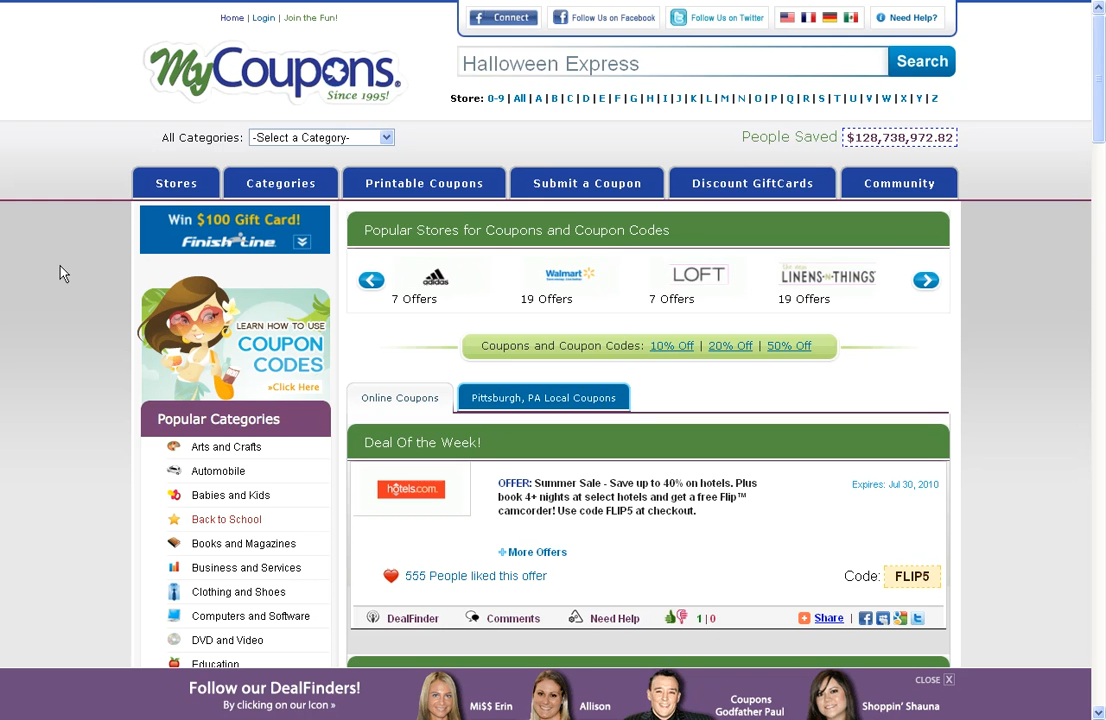 Home | Login | Join the Fun!
Connect
Follow Us on Facebook
Follow Us on Twitter
Need Help?
MyCoupons.
Since 1995!
Halloween Express
Search
Store: 0-9 | All | A | B | C | D | E | F | G | H | I | J | K | L | M | N | O | P | Q | R | S | T | U | V | W | X | Y | Z
All Categories: -Select a Category-
People Saved $128,738,972.82
Stores
Categories
Printable Coupons
Submit a Coupon
Discount GiftCards
Community
Win $100 Gift Card!
Finish Line
LEARN HOW TO USE
COUPON
CODES
»Click Here
Popular Categories
Arts and Crafts
Automobile
Babies and Kids
Back to School
Books and Magazines
Business and Services
Clothing and Shoes
Computers and Software
DVD and Video
Education
Popular Stores for Coupons and Coupon Codes
adidas
Walmart
LOFT
LINENS-N-THINGS
7 Offers
19 Offers
7 Offers
19 Offers
Coupons and Coupon Codes: 10% Off | 20% Off | 50% Off
Online Coupons
Pittsburgh, PA Local Coupons
Deal Of the Week!
hotels.com
OFFER: Summer Sale - Save up to 40% on hotels. Plus
book 4+ nights at select hotels and get a free Flip™
camcorder! Use code FLIP5 at checkout.
Expires: Jul 30, 2010
More Offers
555 People liked this offer
Code: FLIP5
DealFinder
Comments
Need Help
1 | 0
Share |
Follow our DealFinders!
By clicking on our Icon »
Mi$$ Erin
Allison
Coupons
Godfather Paul
Shoppin' Shauna
CLOSE X